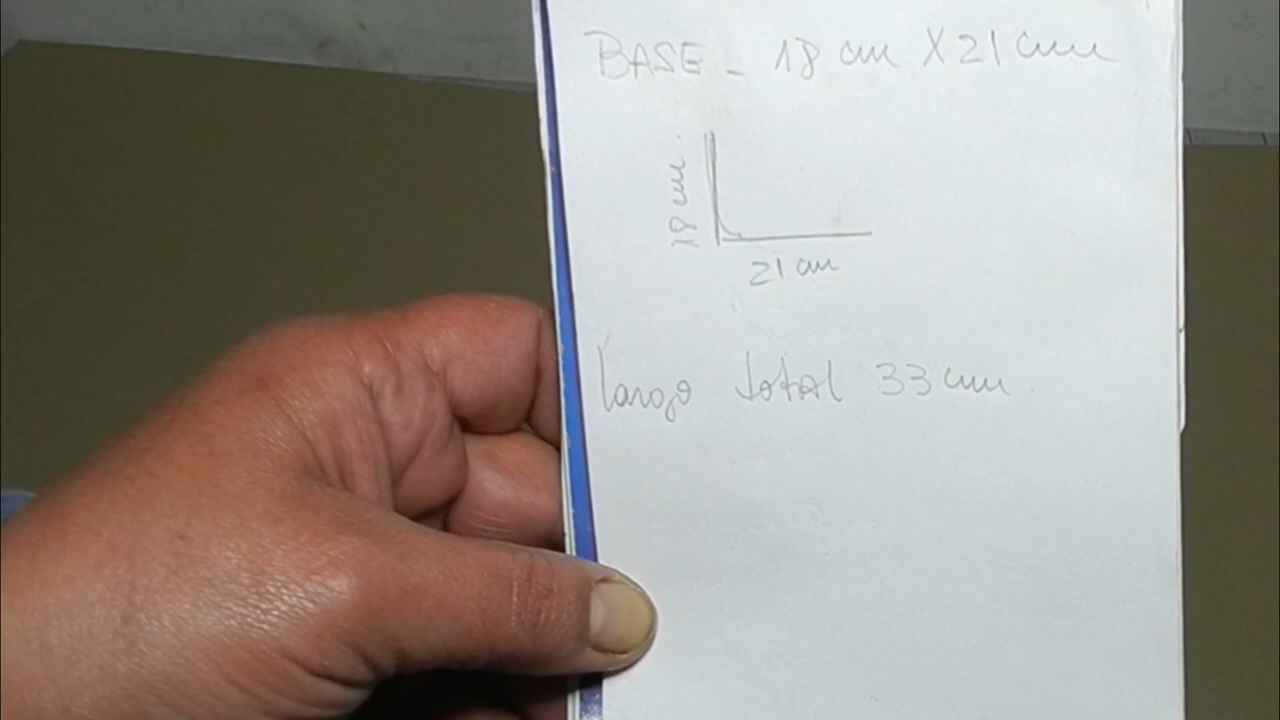 BASE - 18 cm X 21 cm
18 cm.
21 cm
largo total 33 cm.